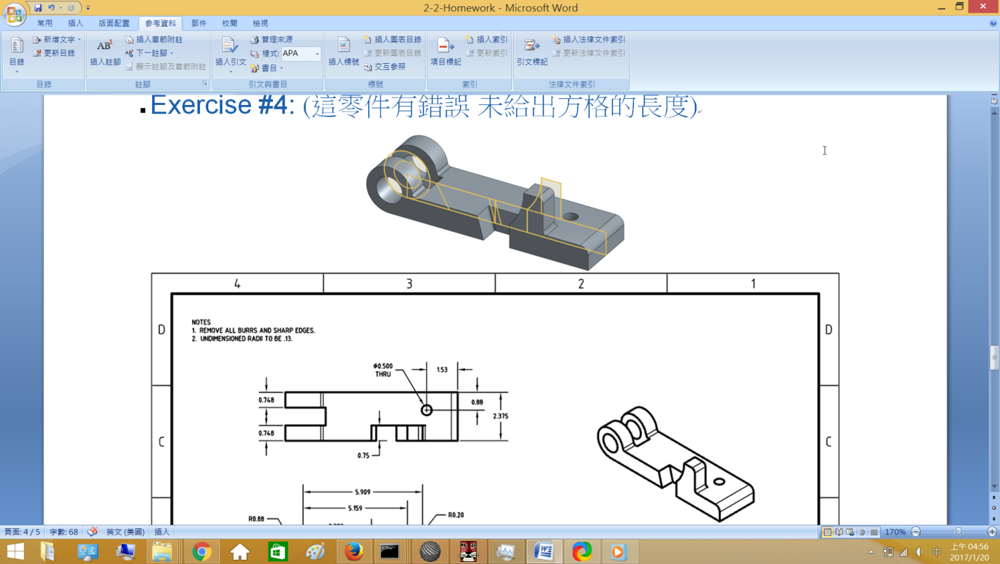 2-2-Homework - Microsoft Word
常用 插入 版面配置 參考資料 郵件 校閱 檢視
目錄
新增文字
更新目錄
目錄
AB¹
插入註腳
插入章節附註
下一註腳
顯示註腳及章節附註
註腳
插入引文
管理來源
樣式: APA
書目
引文與書目
插入標號
插入圖表目錄
更新圖表目錄
交互參照
標號
項目標記
插入索引
更新索引
索引
引文標記
插入法律文件索引
更新法律文件索引
法律文件索引
Exercise #4: (這零件有錯誤 未給出方格的長度)
4 3 2 1
D D
NOTES
1. REMOVE ALL BURRS AND SHARP EDGES.
2. UNDIMENSIONED RADII TO BE .13.
Ø0.500
THRU
1.53
0.748
0.88
2.375
0.748
0.75
C C
5.909
5.159
R0.88
R0.20
頁面: 4 / 5 字數: 68 英文 (美國) 插入 170%
中
上午 04:56
2017/1/20